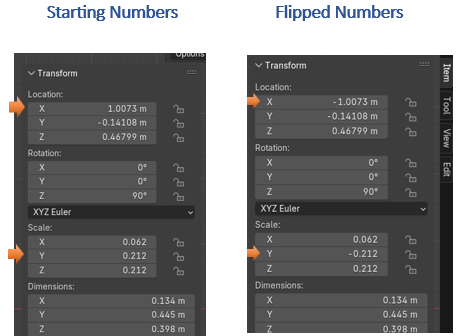 Starting Numbers
Options
Transform
Location:
X 1.0073 m
Y -0.14108 m
Z 0.46799 m
Rotation:
X 0°
Y 0°
Z 90°
XYZ Euler
Scale:
X 0.062
Y 0.212
Z 0.212
Dimensions:
X 0.134 m
Y 0.445 m
Z 0.398 m
Flipped Numbers
Transform
Location:
X -1.0073 m
Y -0.14108 m
Z 0.46799 m
Rotation:
X 0°
Y 0°
Z 90°
XYZ Euler
Scale:
X 0.062
Y -0.212
Z 0.212
Dimensions:
X 0.134 m
Y 0.445 m
Z 0.398 m
Item
Tool
View
Edit